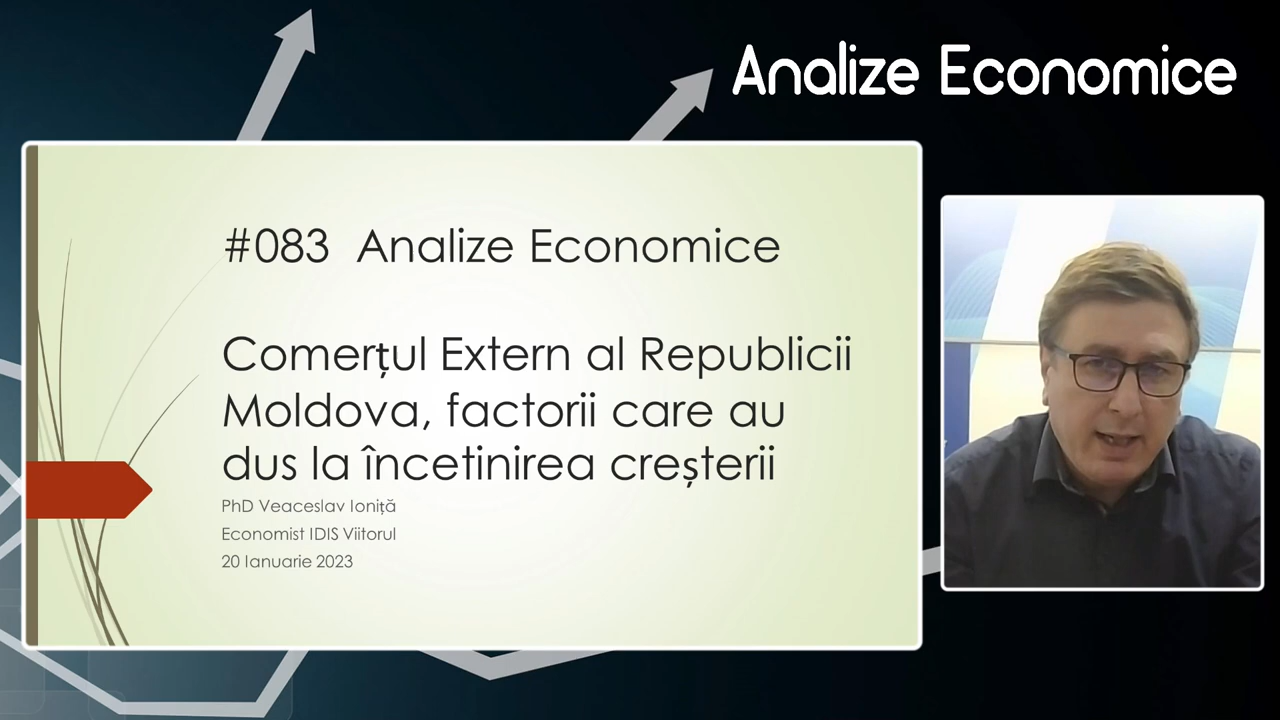 Analize Economice
#083 Analize Economice
Comerțul Extern al Republicii
Moldova, factorii care au
dus la încetinirea creșterii
PhD Veaceslav Ioniță
Economist IDIS Viitorul
20 Ianuarie 2023